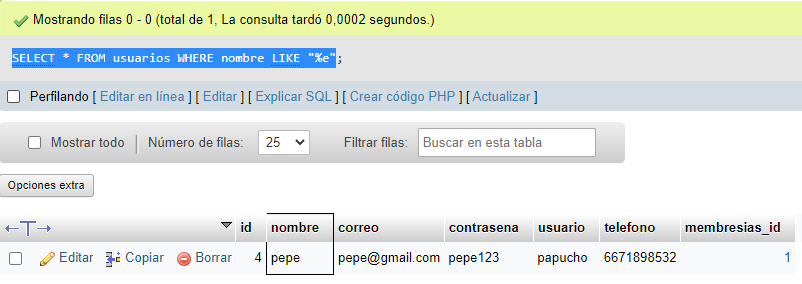 Mostrando filas 0 - 0 (total de 1, La consulta tardó 0,0002 segundos.)
SELECT * FROM usuarios WHERE nombre LIKE "%e";
Perfilando [ Editar en línea ] [ Editar ] [ Explicar SQL ] [ Crear código PHP ] [ Actualizar ]
Mostrar todo Número de filas: 25 Filtrar filas: Buscar en esta tabla
Opciones extra
←T→ id nombre correo contrasena usuario telefono membresias_id
Editar Copiar Borrar 4 pepe pepe@gmail.com pepe123 papucho 6671898532 1